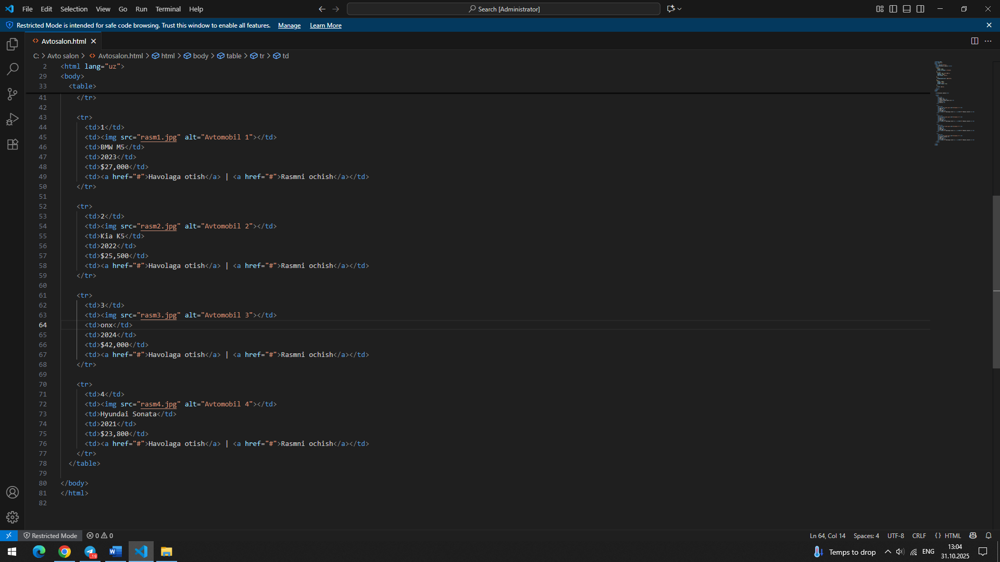 File Edit Selection View Go Run Terminal Help
Search [Administrator]
Restricted Mode is intended for safe code browsing. Trust this window to enable all features. Manage Learn More
Avtosalon.html
C: > Avto salon > Avtosalon.html > html > body > table > tr > td
2 <html lang="uz">
29 <body>
33 <table>
41 </tr>
42
43 <tr>
44 <td>1</td>
45 <td><img src="rasm1.jpg" alt="Avtomobil 1"></td>
46 <td>BMW M5</td>
47 <td>2023</td>
48 <td>$27,000</td>
49 <td><a href="#">Havolaga otish</a> | <a href="#">Rasmni ochish</a></td>
50 </tr>
51
52 <tr>
53 <td>2</td>
54 <td><img src="rasm2.jpg" alt="Avtomobil 2"></td>
55 <td>Kia K5</td>
56 <td>2022</td>
57 <td>$25,500</td>
58 <td><a href="#">Havolaga otish</a> | <a href="#">Rasmni ochish</a></td>
59 </tr>
60
61 <tr>
62 <td>3</td>
63 <td><img src="rasm3.jpg" alt="Avtomobil 3"></td>
64 <td>onx</td>
65 <td>2024</td>
66 <td>$42,000</td>
67 <td><a href="#">Havolaga otish</a> | <a href="#">Rasmni ochish</a></td>
68 </tr>
69
70 <tr>
71 <td>4</td>
72 <td><img src="rasm4.jpg" alt="Avtomobil 4"></td>
73 <td>Hyundai Sonata</td>
74 <td>2021</td>
75 <td>$23,800</td>
76 <td><a href="#">Havolaga otish</a> | <a href="#">Rasmni ochish</a></td>
77 </tr>
78 </table>
79
80 </body>
81 </html>
82
Restricted Mode 0 0 Ln 64, Col 14 Spaces: 4 UTF-8 CRLF {} HTML
..19 Temps to drop ENG 13:04
31.10.2025